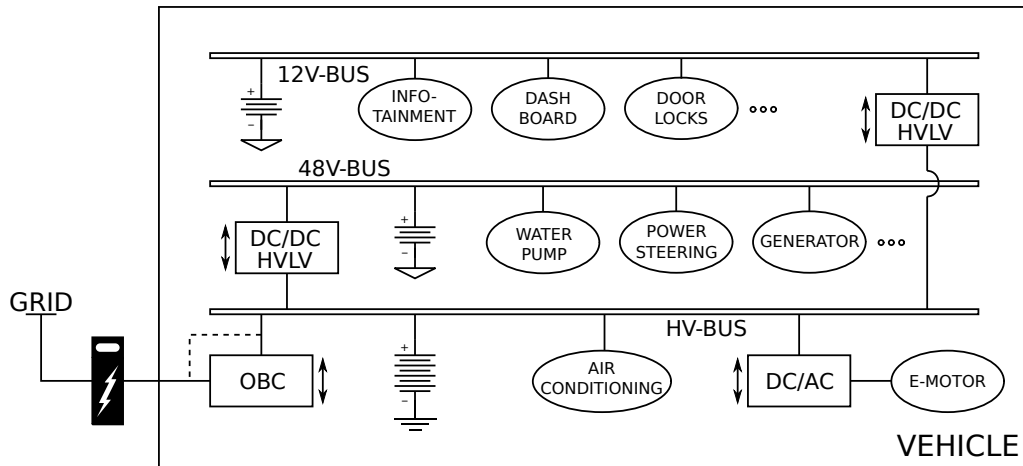 12V-BUS
INFO-
TAINMENT
DASH
BOARD
DOOR
LOCKS
DC/DC
HVLV
+
−
48V-BUS
DC/DC
HVLV
+
−
WATER
PUMP
POWER
STEERING
GENERATOR
GRID
HV-BUS
OBC
+
−
AIR
CONDITIONING
DC/AC
E-MOTOR
VEHICLE